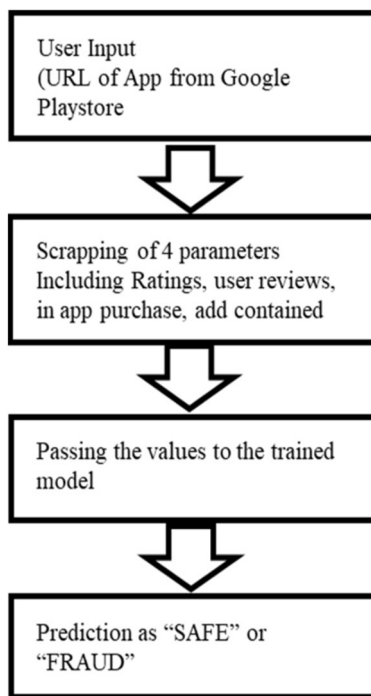 User Input
(URL of App from Google
Playstore
Scrapping of 4 parameters
Including Ratings, user reviews,
in app purchase, add contained
Passing the values to the trained
model
Prediction as “SAFE” or
“FRAUD”